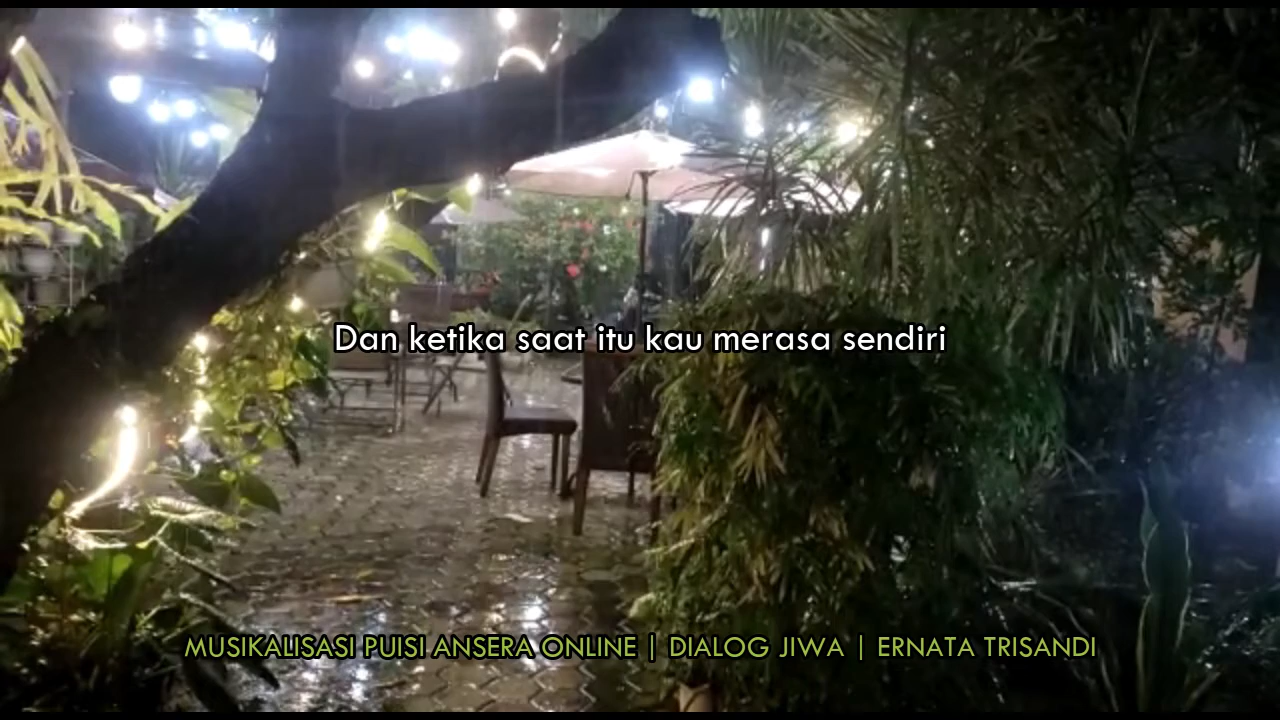 Dan ketika saat itu kau merasa sendiri
MUSIKALISASI PUISI ANSERA ONLINE | DIALOG JIWA | ERNATA TRISANDI